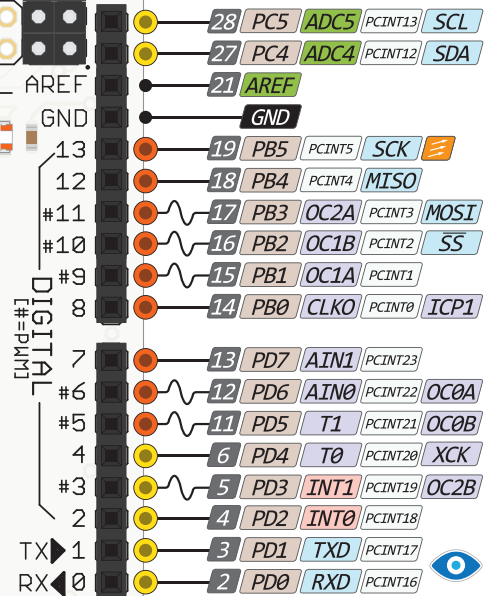 28 PC5 ADC5 PCINT13 SCL
27 PC4 ADC4 PCINT12 SDA
AREF 21 AREF
GND GND
13 19 PB5 PCINT5 SCK
12 18 PB4 PCINT4 MISO
#11 17 PB3 OC2A PCINT3 MOSI
#10 16 PB2 OC1B PCINT2 SS
#9 15 PB1 OC1A PCINT1
8 14 PB0 CLKO PCINT0 ICP1
DIGITAL
[#=PWM]
7 13 PD7 AIN1 PCINT23
#6 12 PD6 AIN0 PCINT22 OC0A
#5 11 PD5 T1 PCINT21 OC0B
4 6 PD4 T0 PCINT20 XCK
#3 5 PD3 INT1 PCINT19 OC2B
2 4 PD2 INT0 PCINT18
TX▶1 3 PD1 TXD PCINT17
RX◀0 2 PD0 RXD PCINT16